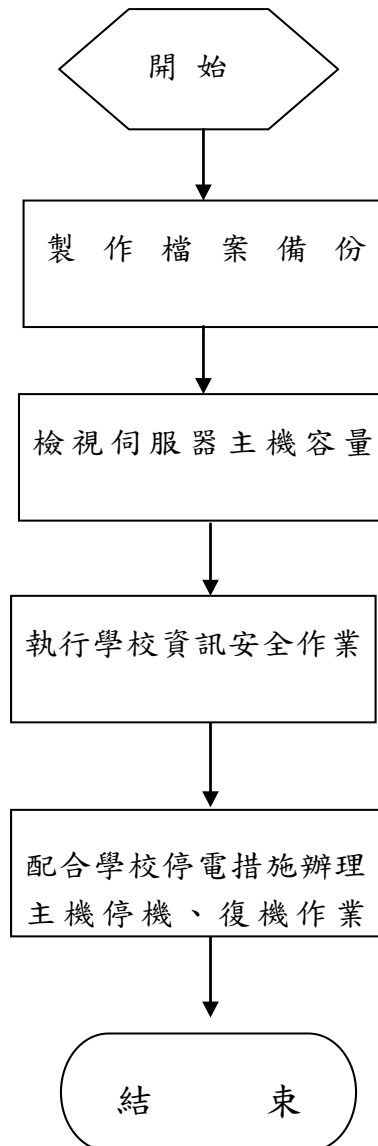 開始
製作檔案備份
檢視伺服器主機容量
執行學校資訊安全作業
配合學校停電措施辦理
主機停機、復機作業
結束